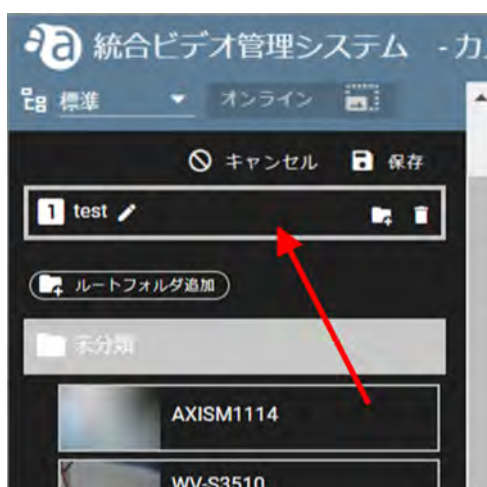 統合ビデオ管理システム - カ
標準 オンライン
キャンセル 保存
1 test
ルートフォルダ追加
未分類
AXISM1114
WV-S3510